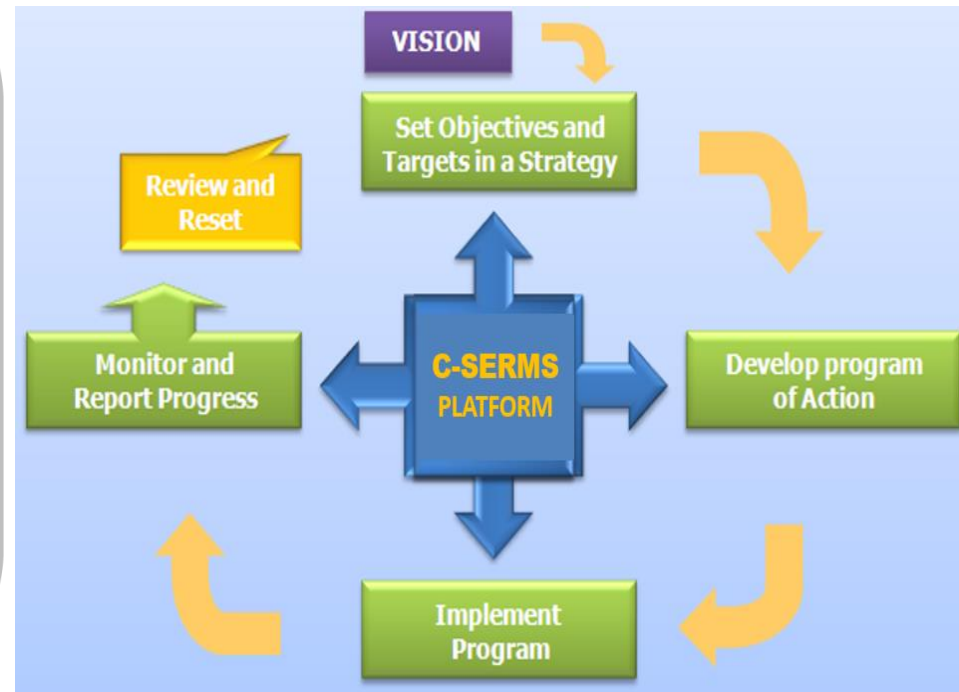 VISION
Set Objectives and
Targets in a Strategy
Review and
Reset
Monitor and
Report Progress
C-SERMS
PLATFORM
Develop program
of Action
Implement
Program